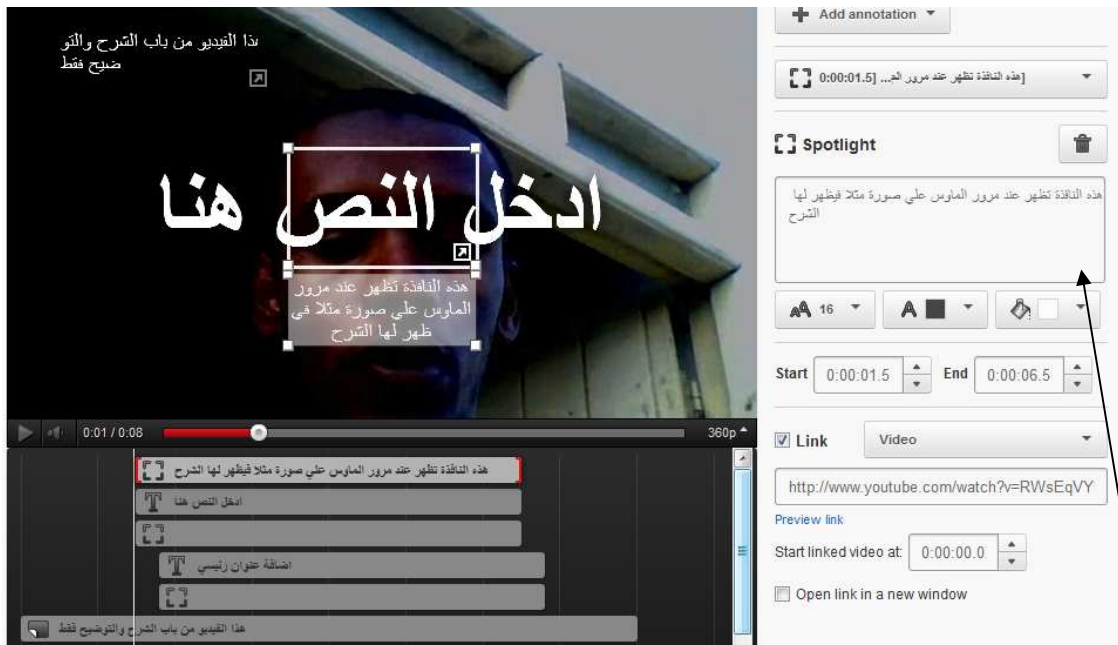 هذا الفيديو من باب الشرح والتو
ضيح فقط
ادخل النص هنا
هذه النافذة تظهر عند مرور
الماوس علي صورة مثلا في
ظهر لها الشرح
0:01 / 0:08
360p
هذه النافذة تظهر عند مرور الماوس علي صورة مثلا فيظهر لها الشرح
ادخل النص هنا
اضافة عنوان رئيسي
هذا الفيديو من باب الشرح والتوضيح فقط
Add annotation
[هذه النافذة تظهر عند مرور الم... [0:00:01.5
Spotlight
هذه النافذة تظهر عند مرور الماوس علي صورة مثلا فيظهر لها
الشرح
16
A
Start 0:00:01.5 End 0:00:06.5
Link Video
http://www.youtube.com/watch?v=RWsEqVY
Preview link
Start linked video at: 0:00:00.0
Open link in a new window